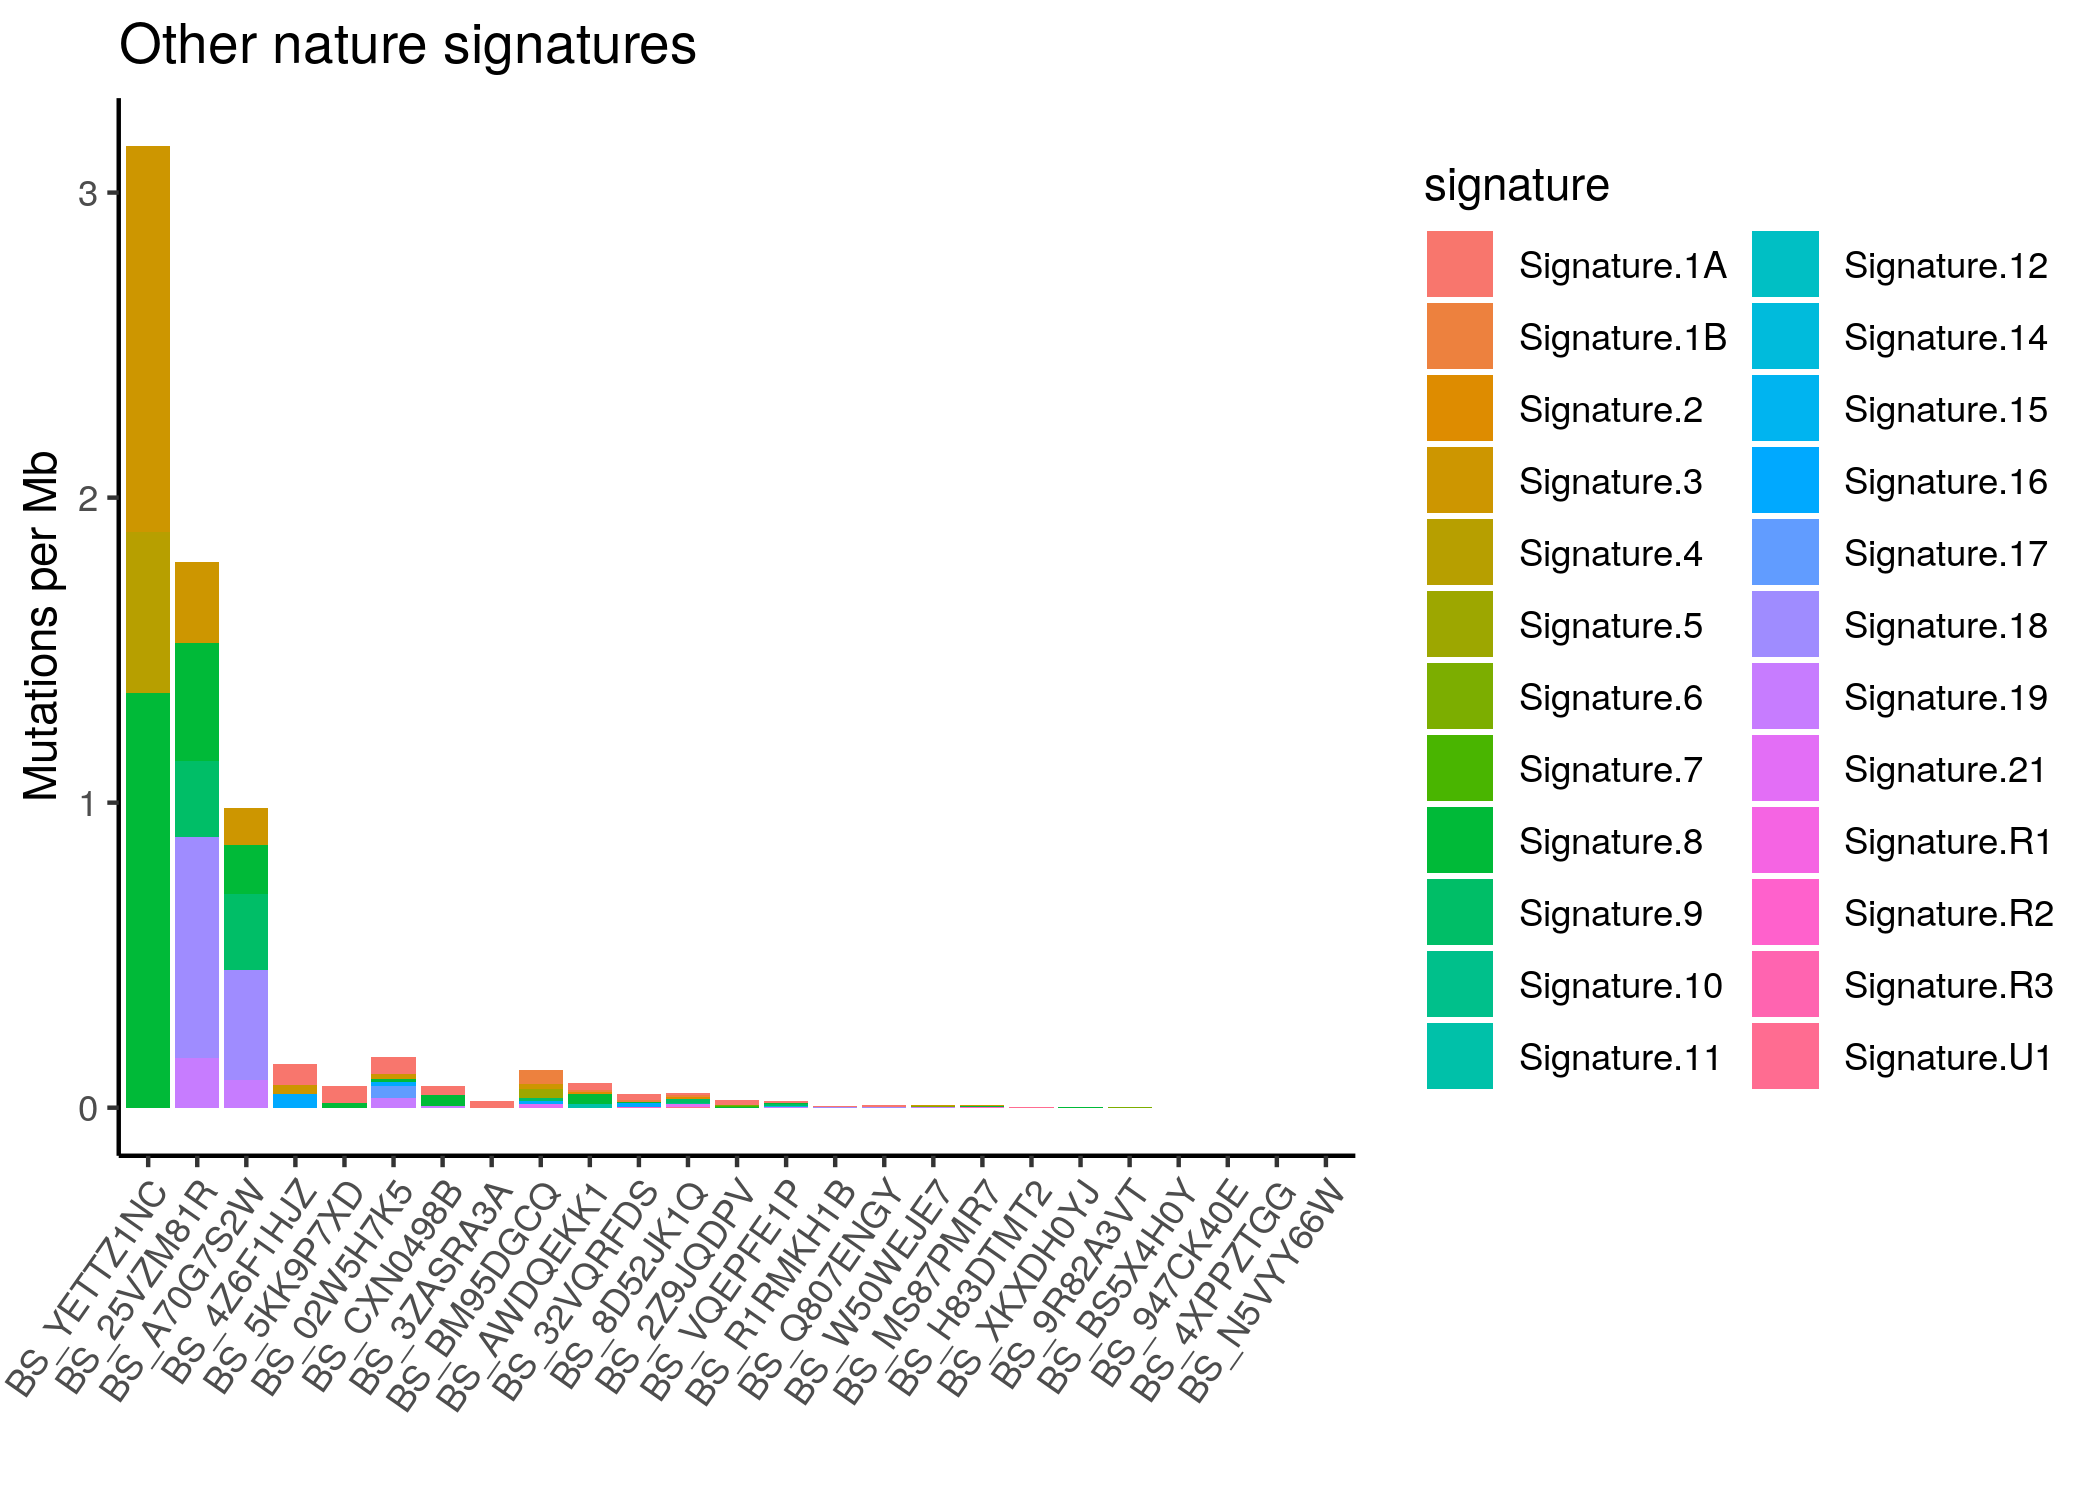 Other nature signatures
Mutations per Mb
3
2
1
0
BS_YETTZ1NC
BS_25VZM81R
BS_A70G7S2W
BS_4Z6F1HJZ
BS_5KK9P7XD
BS_02W5H7K5
BS_CXN0498B
BS_3ZASRA3A
BS_BM95DGCQ
BS_AWDQEKK1
BS_32VQRFDS
BS_8D52JK1Q
BS_2Z9JQDPV
BS_VQEPFE1P
BS_R1RMKH1B
BS_Q807ENGY
BS_W50WEJE7
BS_MS87PMR7
BS_H83DTMT2
BS_XKXDH0YJ
BS_9R82A3VT
BS_BS5X4H0Y
BS_947CK40E
BS_4XPPZTGG
BS_N5VYY66W
signature
Signature.1A
Signature.1B
Signature.2
Signature.3
Signature.4
Signature.5
Signature.6
Signature.7
Signature.8
Signature.9
Signature.10
Signature.11
Signature.12
Signature.14
Signature.15
Signature.16
Signature.17
Signature.18
Signature.19
Signature.21
Signature.R1
Signature.R2
Signature.R3
Signature.U1